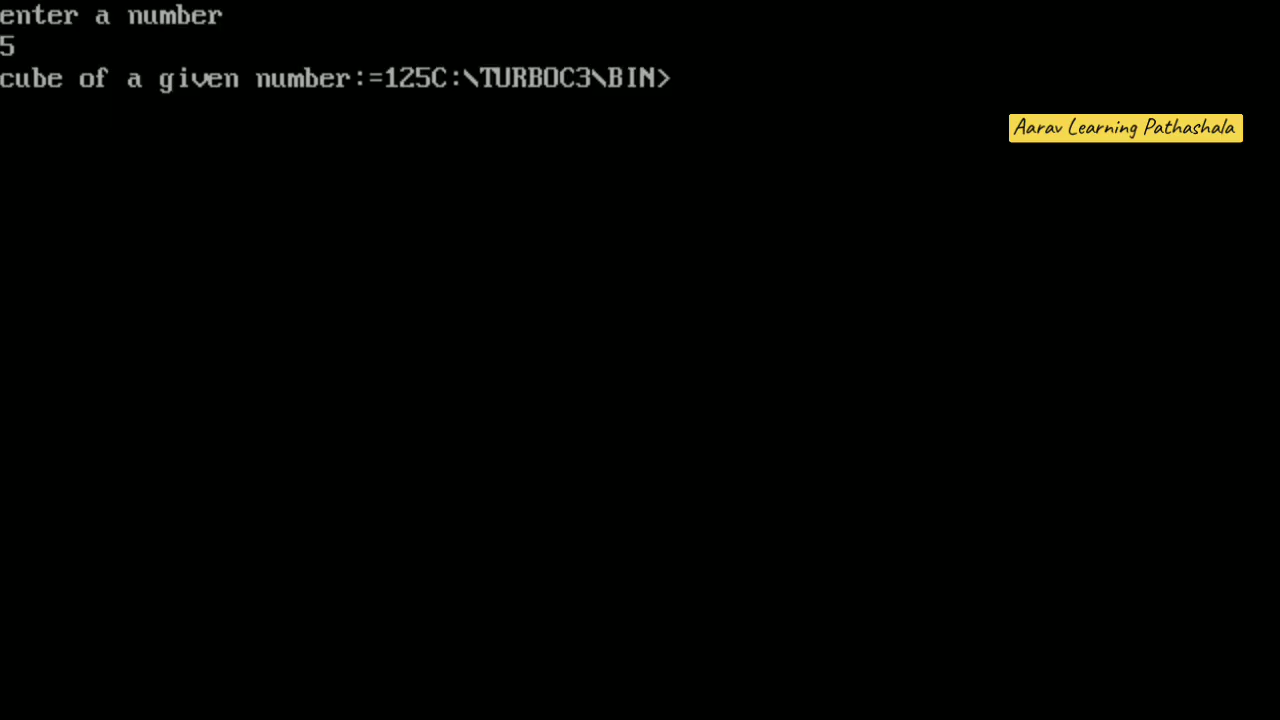 enter a number
5
cube of a given number:=125C:\TURBOC3\BIN>
Aarav Learning Pathashala